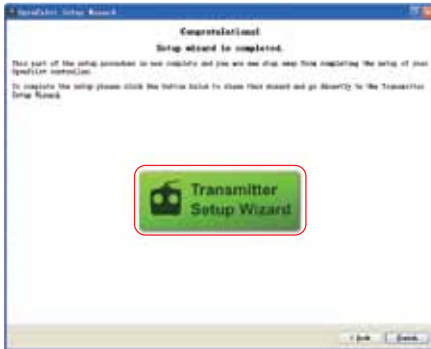 OpenPilot Setup Wizard
Congratulations!
Setup wizard is completed.
This part of the setup procedure is now complete and you are one step away from completing the setup of your
OpenPilot controller.
To complete the setup please click the button below to close this wizard and go directly to the Transmitter
Setup Wizard.
Transmitter
Setup Wizard
< Back
Finish